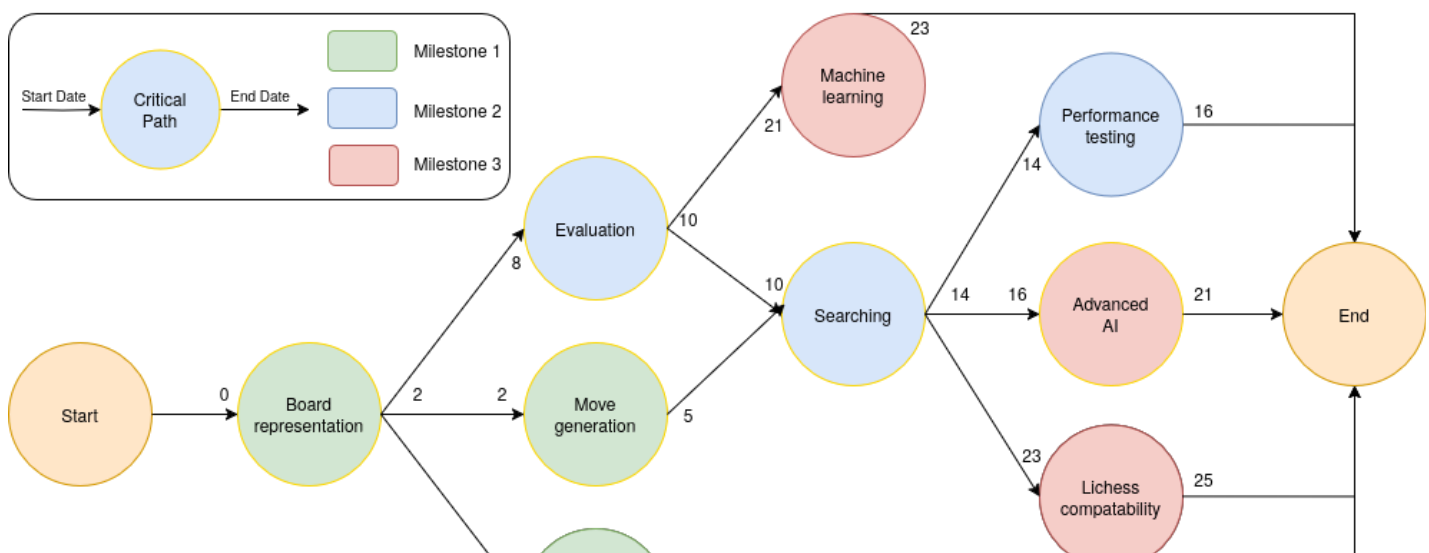 Start Date
Critical
Path
End Date
Milestone 1
Milestone 2
Milestone 3
Start
0
Board
representation
2
8
Evaluation
10
2
Move
generation
5
21
Machine
learning
23
10
Searching
14
14
Performance
testing
16
16
Advanced
AI
21
23
Lichess
compatability
25
End